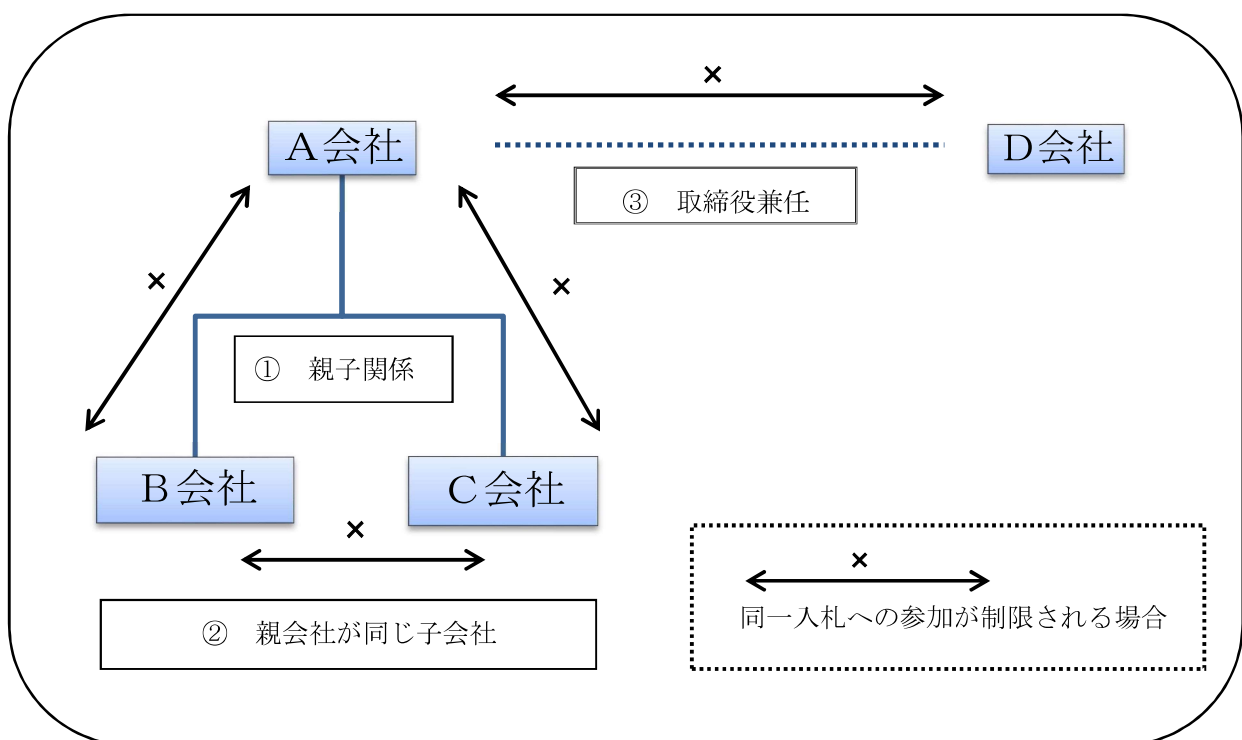 ×
A会社
D会社
③ 取締役兼任
×
×
① 親子関係
B会社
C会社
×
② 親会社が同じ子会社
×
同一入札への参加が制限される場合